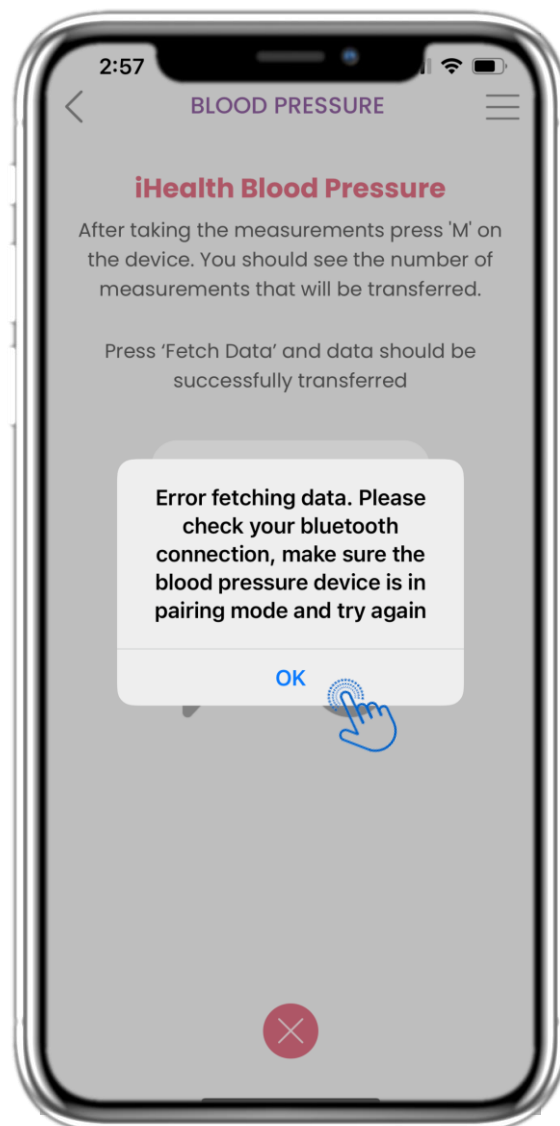 2:57
BLOOD PRESSURE
iHealth Blood Pressure
After taking the measurements press 'M' on
the device. You should see the number of
measurements that will be transferred.
Press ‘Fetch Data’ and data should be
successfully transferred
Error fetching data. Please
check your bluetooth
connection, make sure the
blood pressure device is in
pairing mode and try again
OK